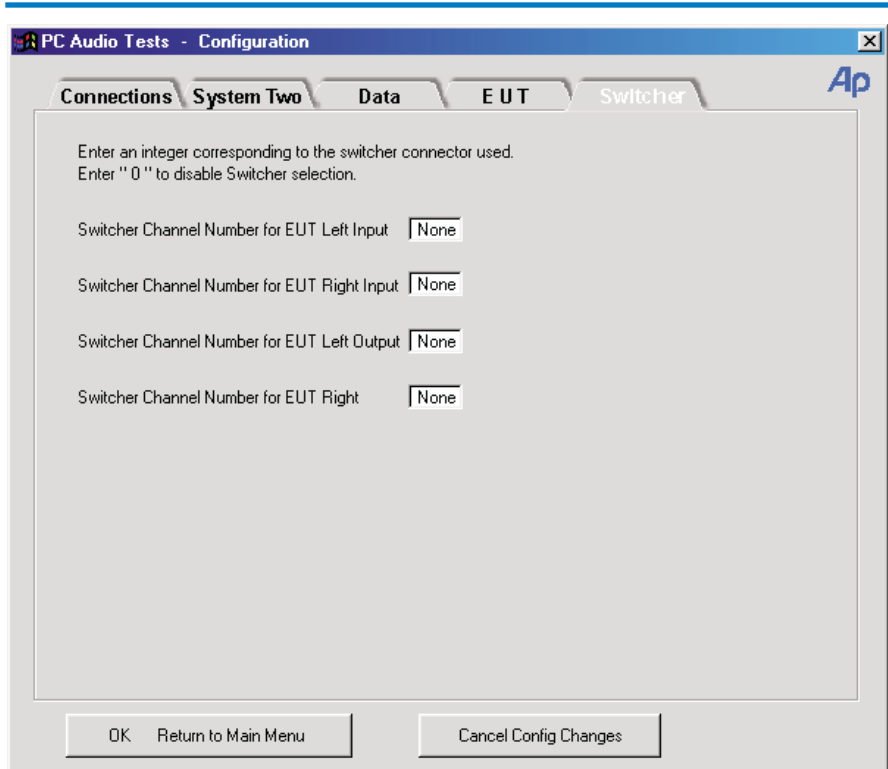 PC Audio Tests - Configuration
Ap
Connections System Two Data E U T Switcher
Enter an integer corresponding to the switcher connector used.
Enter " 0 " to disable Switcher selection.
Switcher Channel Number for EUT Left Input None
Switcher Channel Number for EUT Right Input None
Switcher Channel Number for EUT Left Output None
Switcher Channel Number for EUT Right None
OK Return to Main Menu Cancel Config Changes